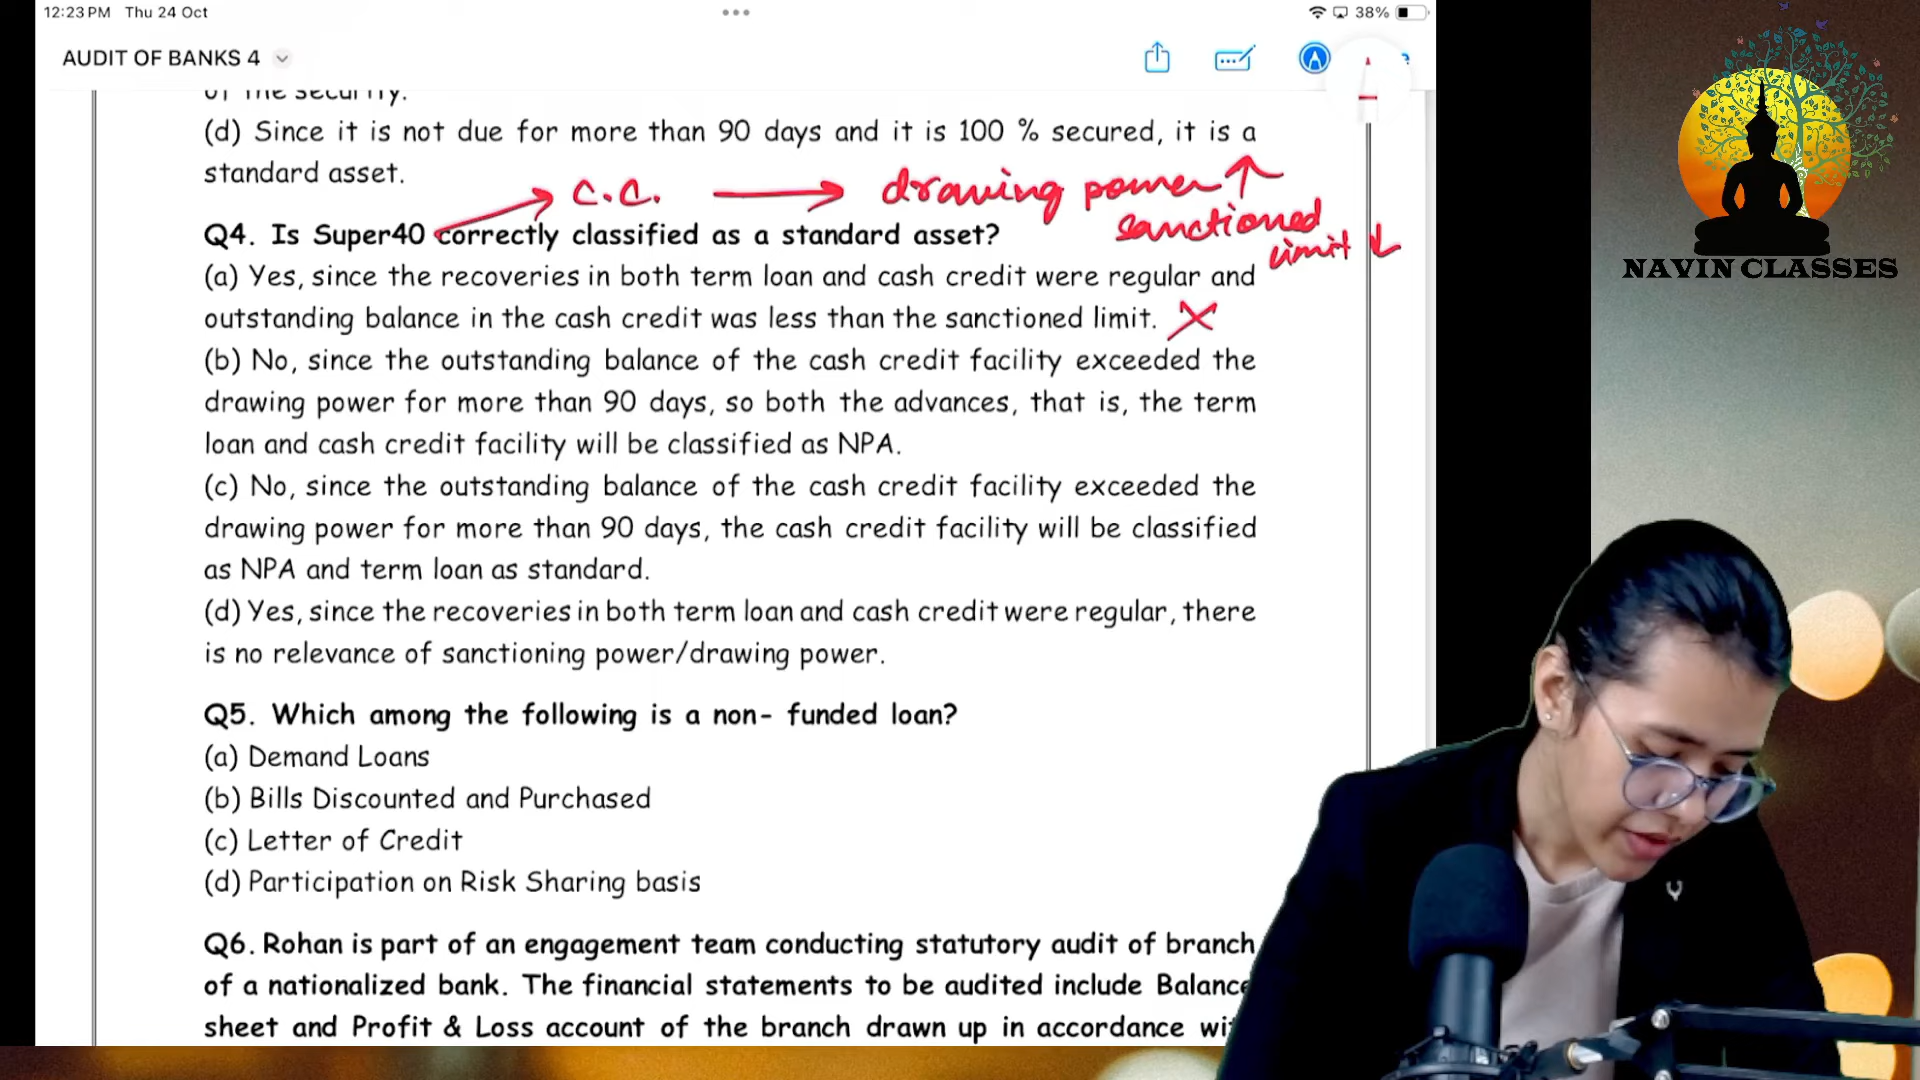 12:23 PM Thu 24 Oct
38%
AUDIT OF BANKS 4
of the security.
(d) Since it is not due for more than 90 days and it is 100 % secured, it is a
standard asset.
C.C. drawing power
sanctioned
limit
Q4. Is Super40 correctly classified as a standard asset?
(a) Yes, since the recoveries in both term loan and cash credit were regular and
outstanding balance in the cash credit was less than the sanctioned limit.
(b) No, since the outstanding balance of the cash credit facility exceeded the
drawing power for more than 90 days, so both the advances, that is, the term
loan and cash credit facility will be classified as NPA.
(c) No, since the outstanding balance of the cash credit facility exceeded the
drawing power for more than 90 days, the cash credit facility will be classified
as NPA and term loan as standard.
(d) Yes, since the recoveries in both term loan and cash credit were regular, there
is no relevance of sanctioning power/drawing power.
Q5. Which among the following is a non- funded loan?
(a) Demand Loans
(b) Bills Discounted and Purchased
(c) Letter of Credit
(d) Participation on Risk Sharing basis
Q6. Rohan is part of an engagement team conducting statutory audit of branch
of a nationalized bank. The financial statements to be audited include Balance
sheet and Profit & Loss account of the branch drawn up in accordance
NAVIN CLASSES